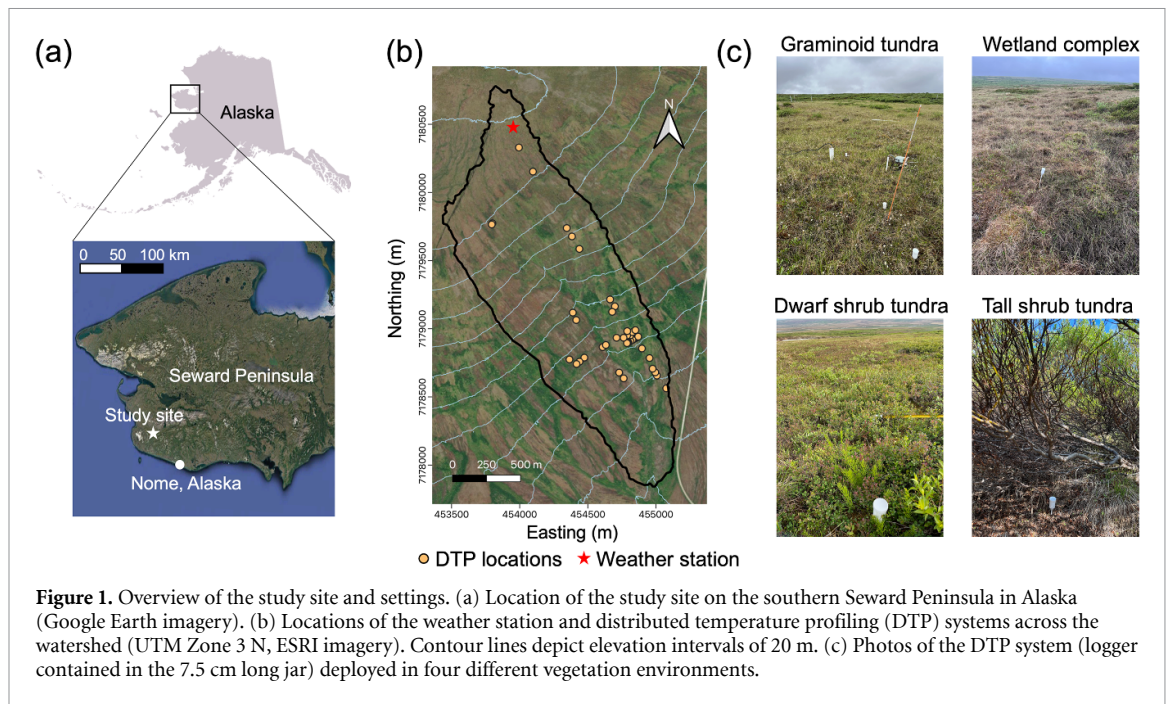 (a)
Alaska
0 50 100 km
Seward Peninsula
Study site
Nome, Alaska
(b)
N
7180500
7180000
7179500
7179000
7178500
7178000
Northing (m)
0 250 500 m
453500 454000 454500 455000
Easting (m)
DTP locations Weather station
(c)
Graminoid tundra
Wetland complex
Dwarf shrub tundra
Tall shrub tundra
Figure 1. Overview of the study site and settings. (a) Location of the study site on the southern Seward Peninsula in Alaska
(Google Earth imagery). (b) Locations of the weather station and distributed temperature profiling (DTP) systems across the
watershed (UTM Zone 3 N, ESRI imagery). Contour lines depict elevation intervals of 20 m. (c) Photos of the DTP system (logger
contained in the 7.5 cm long jar) deployed in four different vegetation environments.